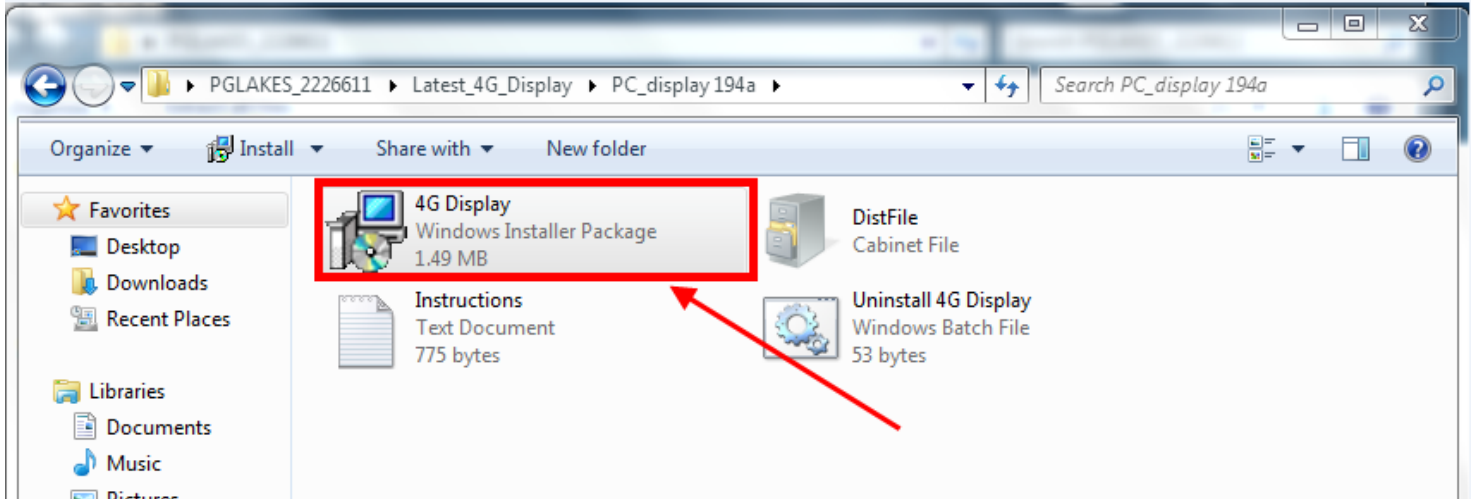 PGLAKES_2226611 Latest_4G_Display PC_display 194a
Search PC_display 194a
Organize Install Share with New folder
Favorites
Desktop
Downloads
Recent Places
Libraries
Documents
Music
Pictures
4G Display
Windows Installer Package
1.49 MB
DistFile
Cabinet File
Instructions
Text Document
775 bytes
Uninstall 4G Display
Windows Batch File
53 bytes